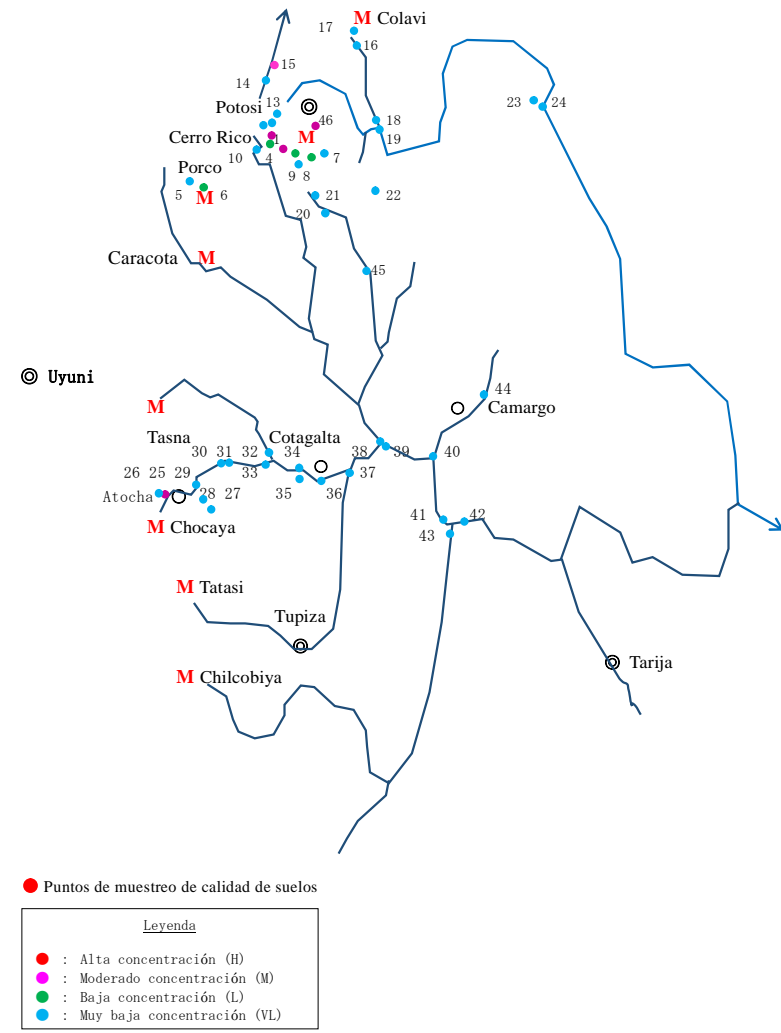 17 M Colavi
16
15
14
13
Potosi
46
18
23 24
19
Cerro Rico 1 M
10 4 7
9 8
Porco
5 M 6
21 22
20
Caracota M
45
Uyuni
44
M
Camargo
Tasna Cotagalta
30 31 32 34 38 39 40
33 37
26 25 29
35 36
Atocha 28 27
M Chocaya
41 42
43
M Tatasi
Tupiza
Tarija
M Chilcobiya
Puntos de muestreo de calidad de suelos
Leyenda
: Alta concentración (H)
: Moderado concentración (M)
: Baja concentración (L)
: Muy baja concentración (VL)